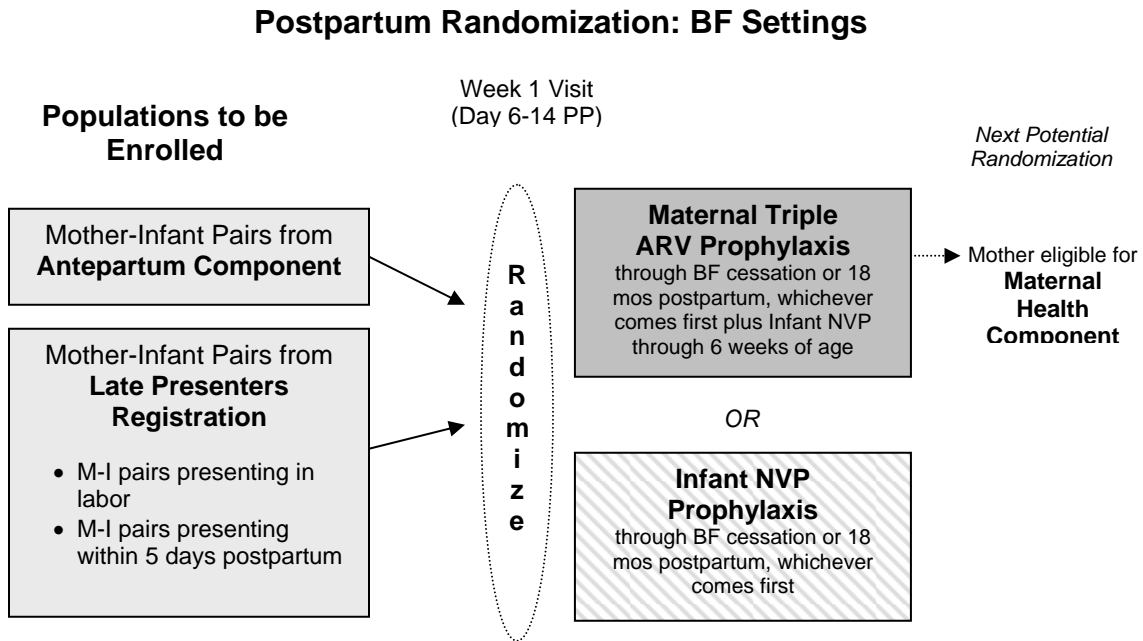 Postpartum Randomization: BF Settings
Week 1 Visit
(Day 6-14 PP)
Populations to be
Enrolled
Next Potential
Randomization
Mother-Infant Pairs from
Antepartum Component
Mother-Infant Pairs from
Late Presenters
Registration
• M-I pairs presenting in
labor
• M-I pairs presenting
within 5 days postpartum
R
a
n
d
o
m
i
z
e
Maternal Triple
ARV Prophylaxis
through BF cessation or 18
mos postpartum, whichever
comes first plus Infant NVP
through 6 weeks of age
OR
Infant NVP
Prophylaxis
through BF cessation or 18
mos postpartum, whichever
comes first
Mother eligible for
Maternal
Health
Component